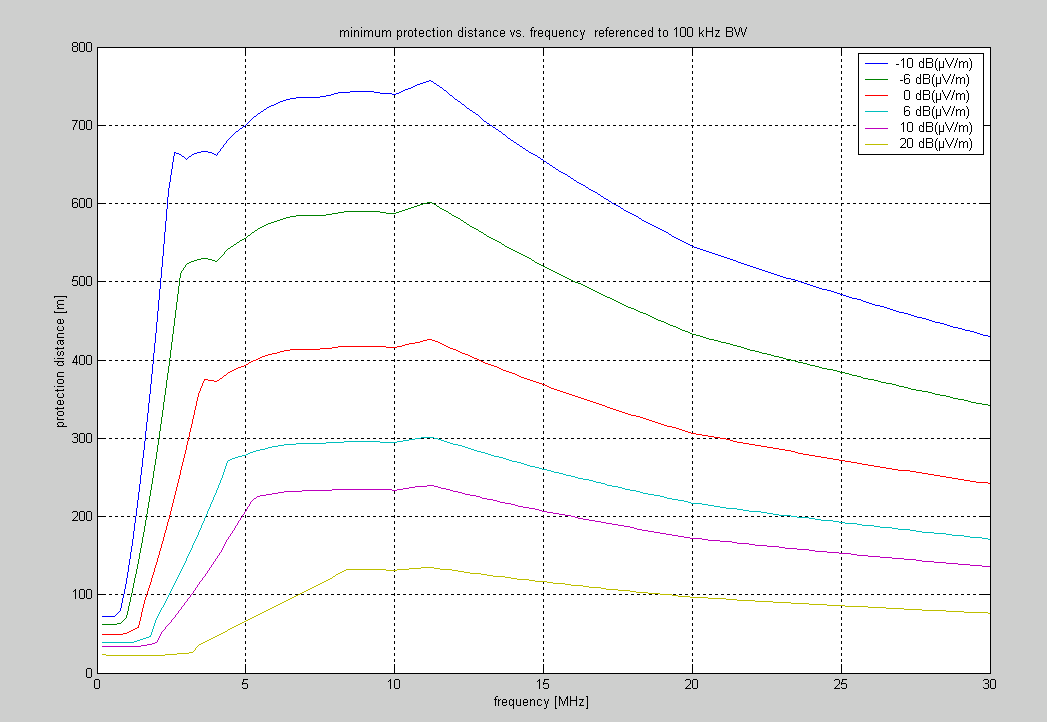 minimum protection distance vs. frequency  referenced to 100 kHz BW
800
700
600
500
400
300
200
100
0
protection distance [m]
-10 dB(µV/m)
-6 dB(µV/m)
0 dB(µV/m)
6 dB(µV/m)
10 dB(µV/m)
20 dB(µV/m)
0 5 10 15 20 25 30
frequency [MHz]